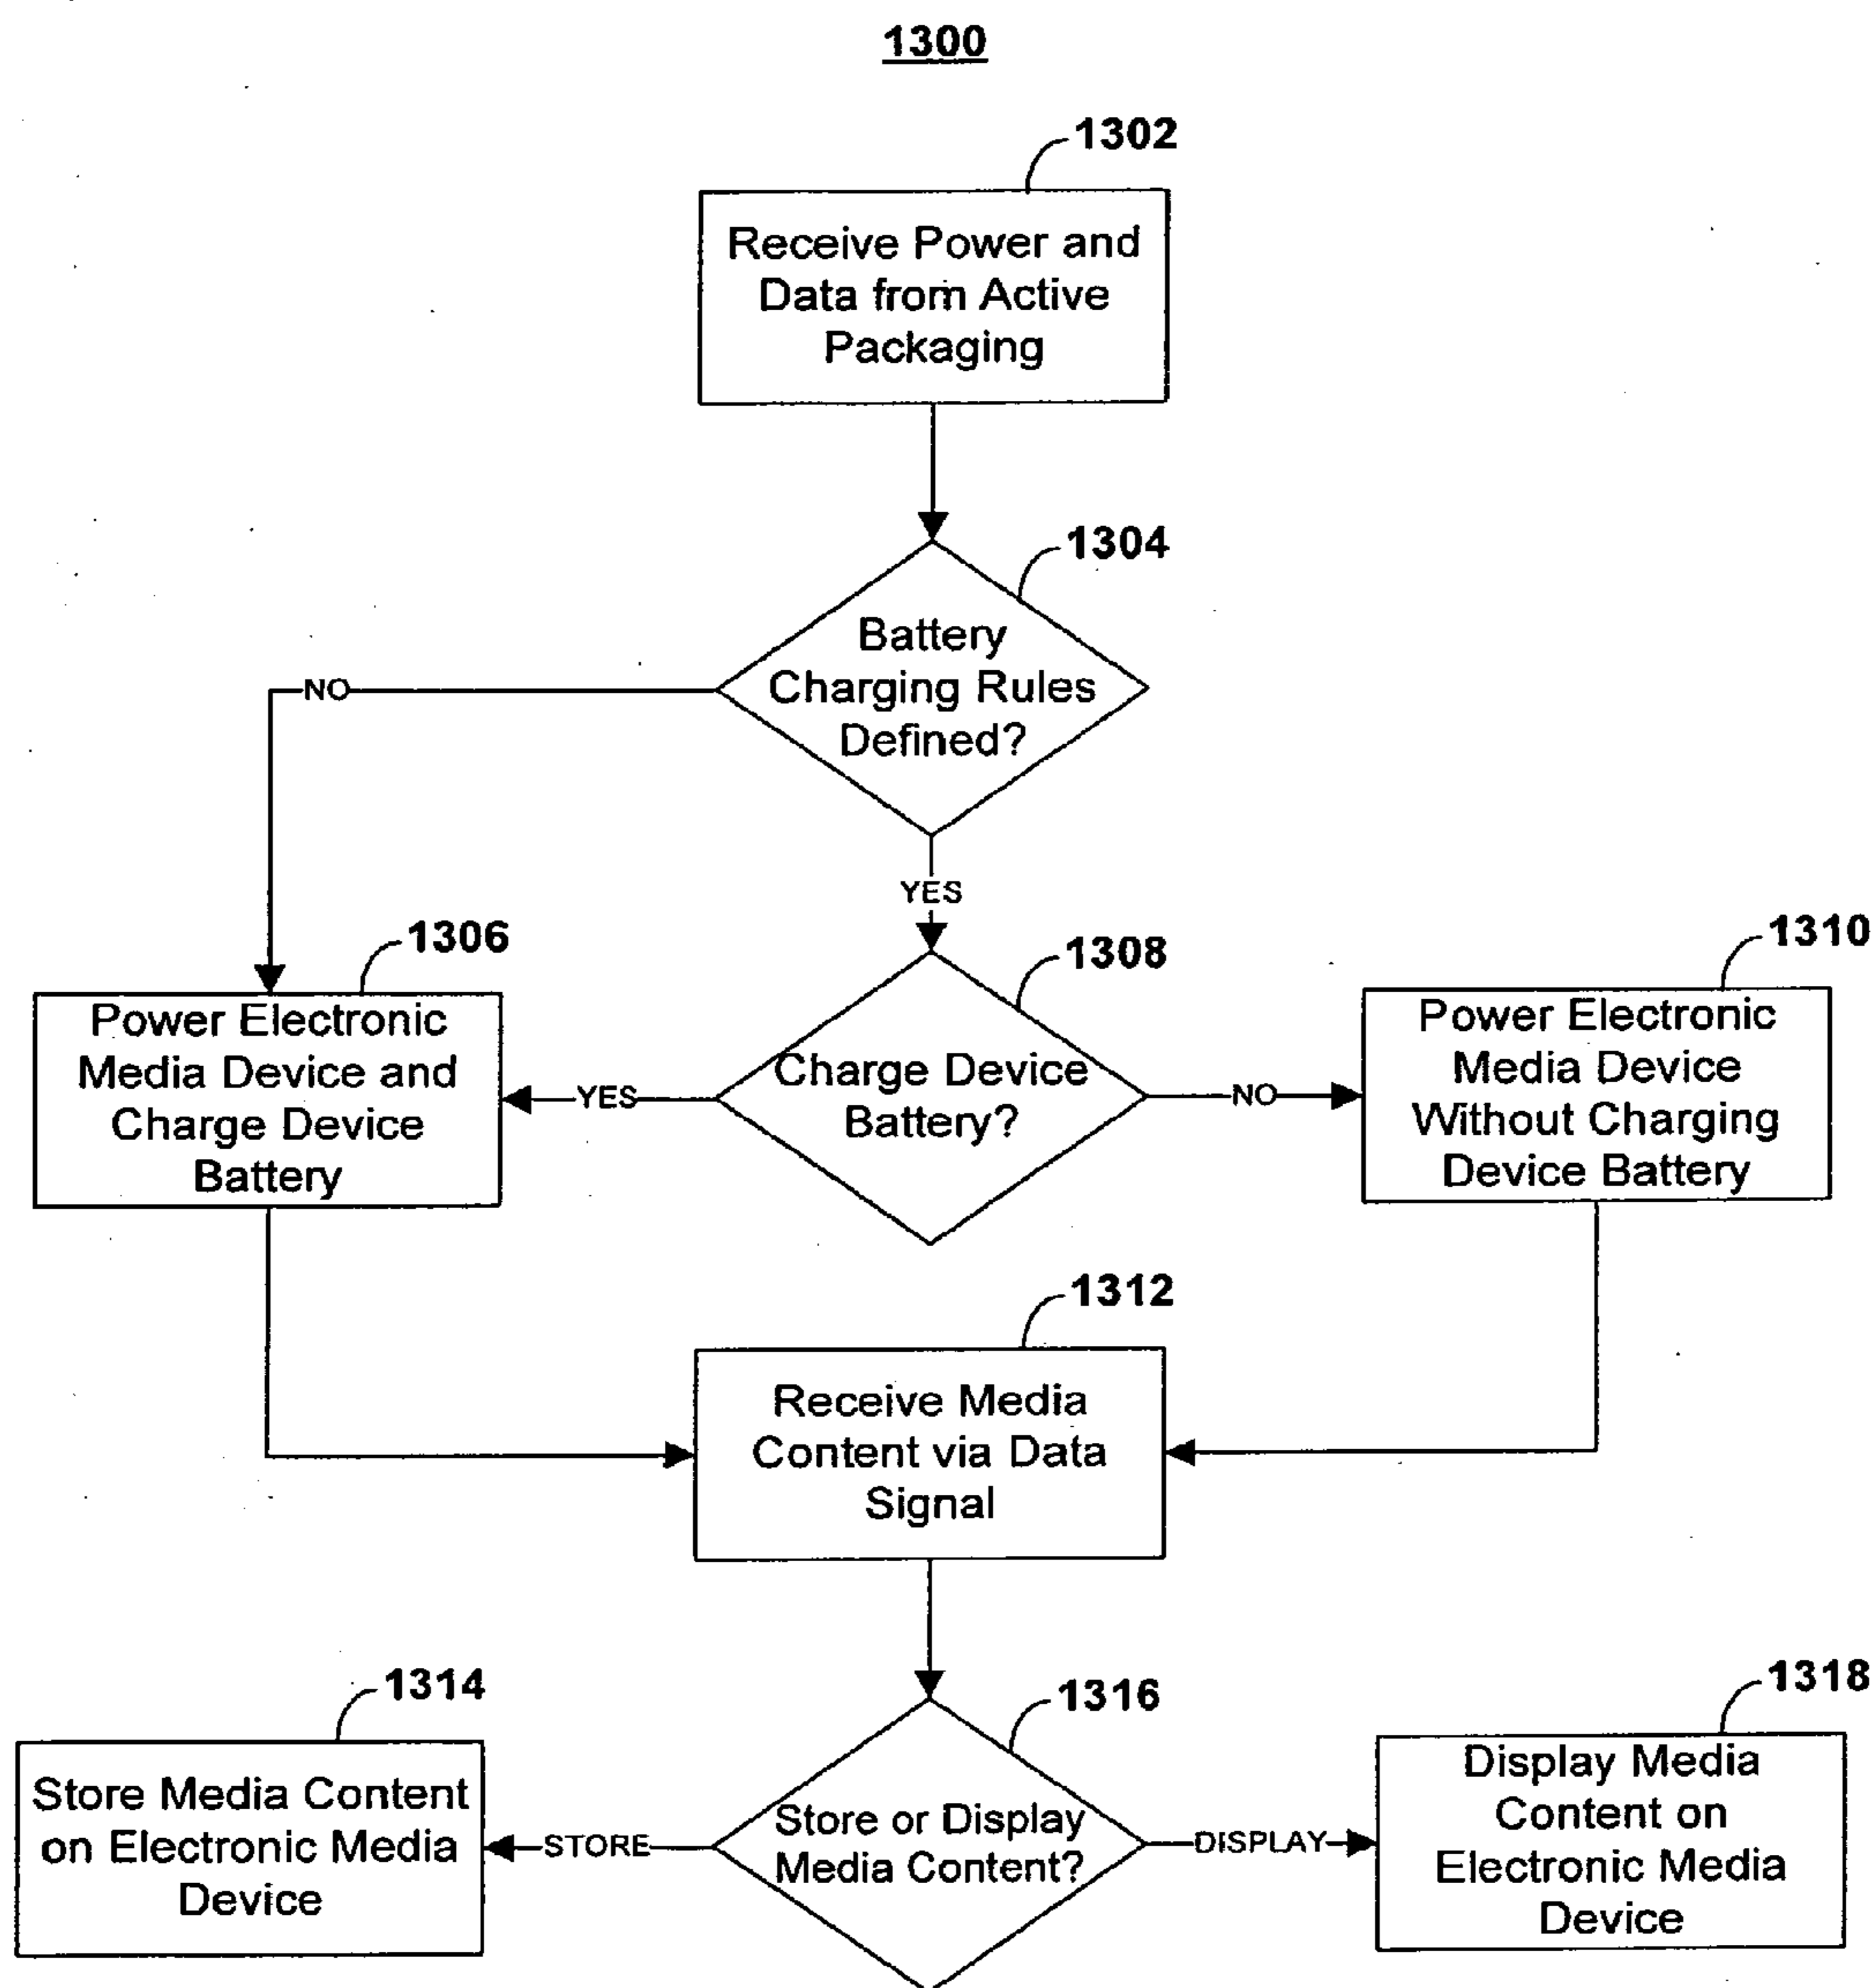 1300
1302
Receive Power and
Data from Active
Packaging
1304
Battery
Charging Rules
Defined?
NO
YES
1306
Power Electronic
Media Device and
Charge Device
Battery
1308
Charge Device
Battery?
YES
NO
1310
Power Electronic
Media Device
Without Charging
Device Battery
1312
Receive Media
Content via Data
Signal
1314
Store Media Content
on Electronic Media
Device
1316
Store or Display
Media Content?
STORE
DISPLAY
1318
Display Media
Content on
Electronic Media
Device